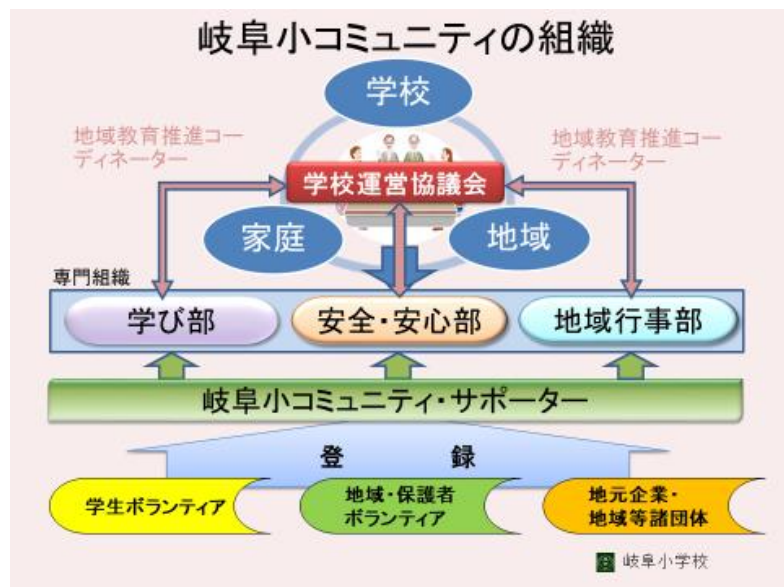 岐阜小コミュニティの組織
学校
地域教育推進コー
ディネーター
地域教育推進コー
ディネーター
学校運営協議会
家庭
地域
専門組織
学び部
安全・安心部
地域行事部
岐阜小コミュニティ・サポーター
登 録
学生ボランティア
地域・保護者
ボランティア
地元企業・
地域等諸団体
岐阜小学校